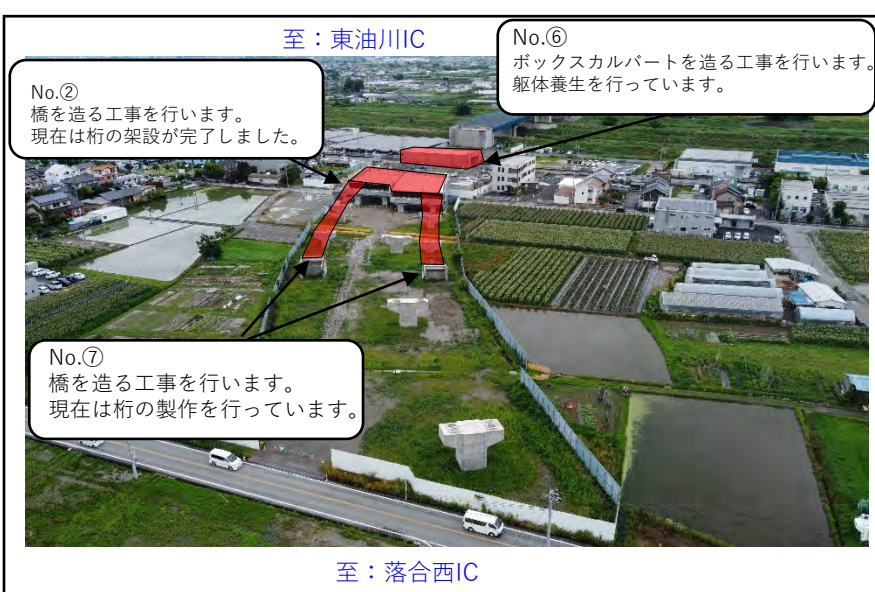 至：東油川IC
No.⑥
ボックスカルバートを造る工事を行います。
躯体養生を行っています。
No.②
橋を造る工事を行います。
現在は桁の架設が完了しました。
No.⑦
橋を造る工事を行います。
現在は桁の製作を行っています。
至：落合西IC